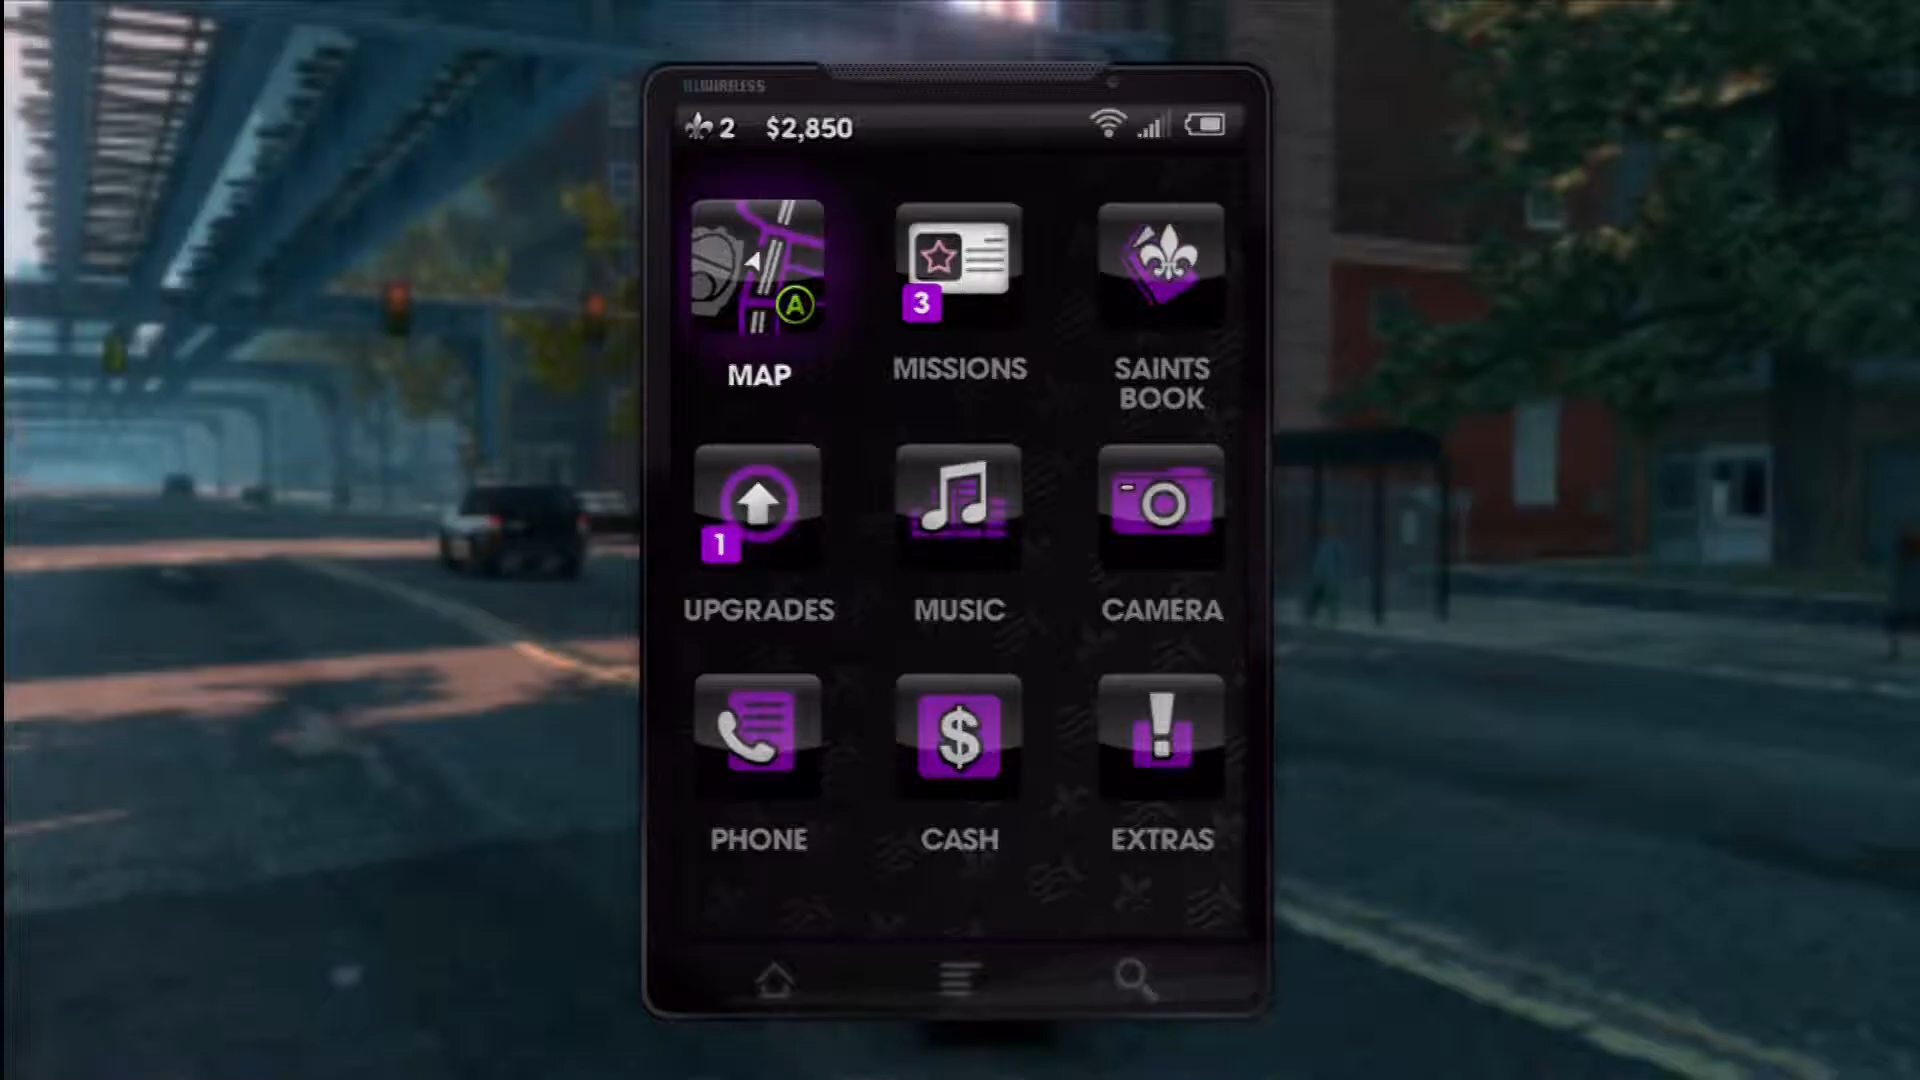 2 $2,850
A
3
MAP
MISSIONS
SAINTS
BOOK
1
UPGRADES
MUSIC
CAMERA
$
!
PHONE
CASH
EXTRAS